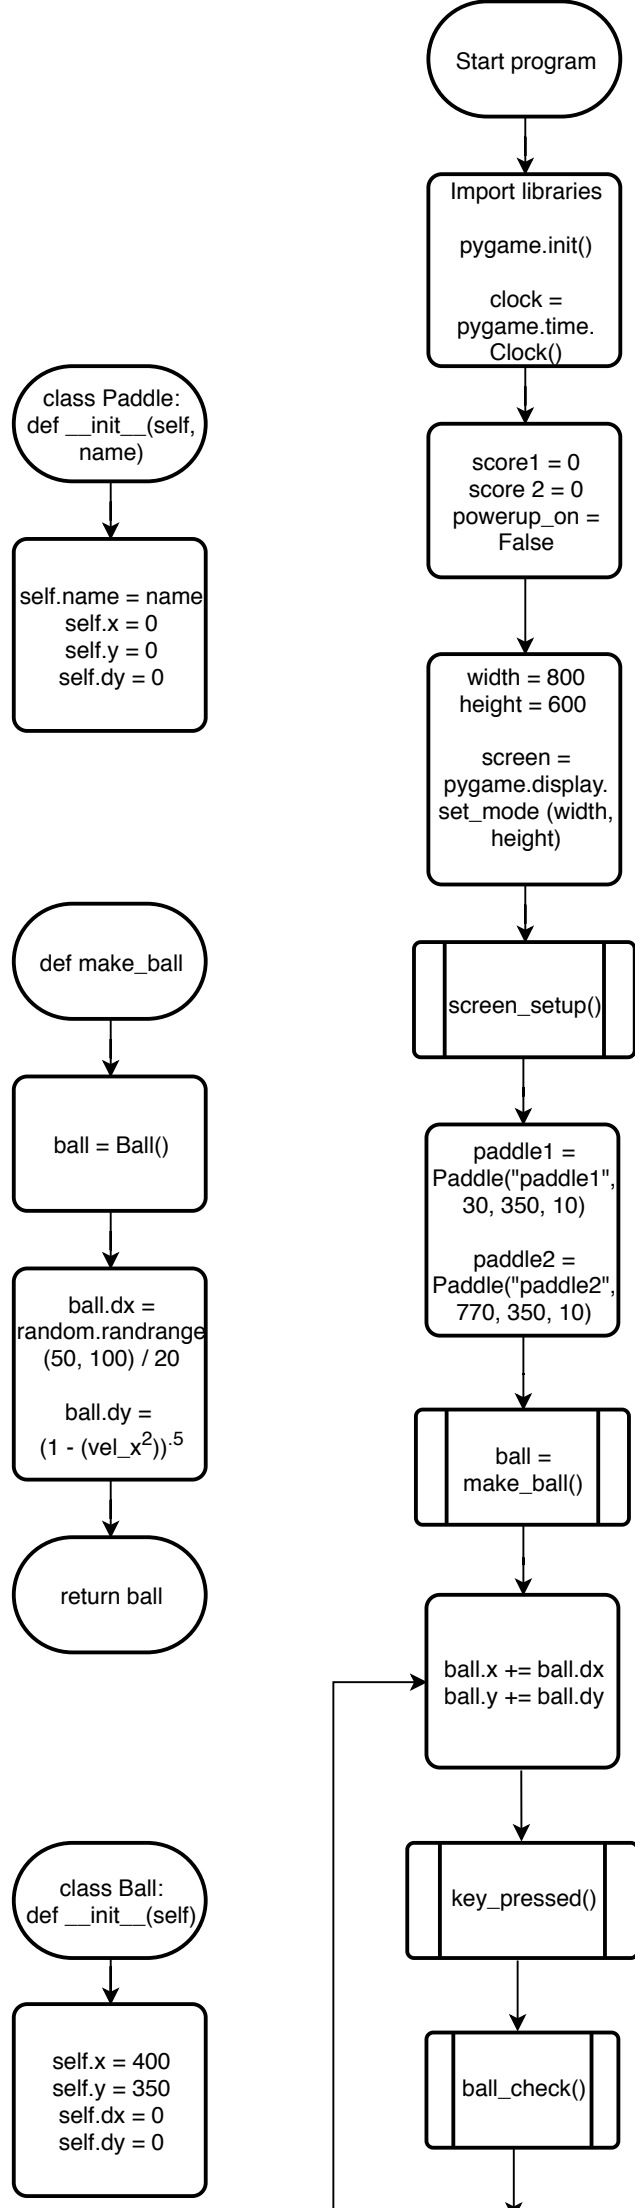 Start program
Import libraries
pygame.init()
clock =
pygame.time.
Clock()
score1 = 0
score 2 = 0
powerup_on =
False
width = 800
height = 600
screen =
pygame.display.
set_mode (width,
height)
screen_setup()
paddle1 =
Paddle("paddle1",
30, 350, 10)
paddle2 =
Paddle("paddle2",
770, 350, 10)
ball =
make_ball()
ball.x += ball.dx
ball.y += ball.dy
key_pressed()
ball_check()
class Paddle:
def __init__(self,
name)
self.name = name
self.x = 0
self.y = 0
self.dy = 0
def make_ball
ball = Ball()
ball.dx =
random.randrange
(50, 100) / 20
ball.dy =
(1 - (vel_x²))·⁵
return ball
class Ball:
def __init__(self)
self.x = 400
self.y = 350
self.dx = 0
self.dy = 0